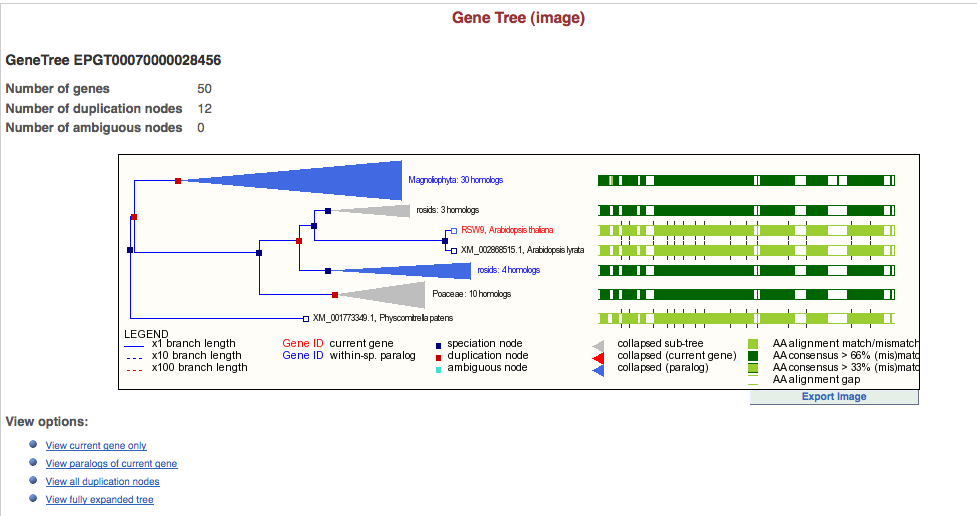 Gene Tree (image)
GeneTree EPGT00070000028456
Number of genes 50
Number of duplication nodes 12
Number of ambiguous nodes 0
Magnoliophyta: 30 homologs
rosids: 3 homologs
RSW9, Arabidopsis thaliana
XM_002868515.1, Arabidopsis lyrata
rosids: 4 homologs
Poaceae: 10 homologs
XM_001773349.1, Physcomitrella patens
LEGEND
x1 branch length
x10 branch length
x100 branch length
Gene ID current gene
Gene ID within-sp. paralog
speciation node
duplication node
ambiguous node
collapsed sub-tree
collapsed (current gene)
collapsed (paralog)
AA alignment match/mismatch
AA consensus > 66% (mis)matc
AA consensus > 33% (mis)matc
AA alignment gap
Export Image
View options:
View current gene only
View paralogs of current gene
View all duplication nodes
View fully expanded tree